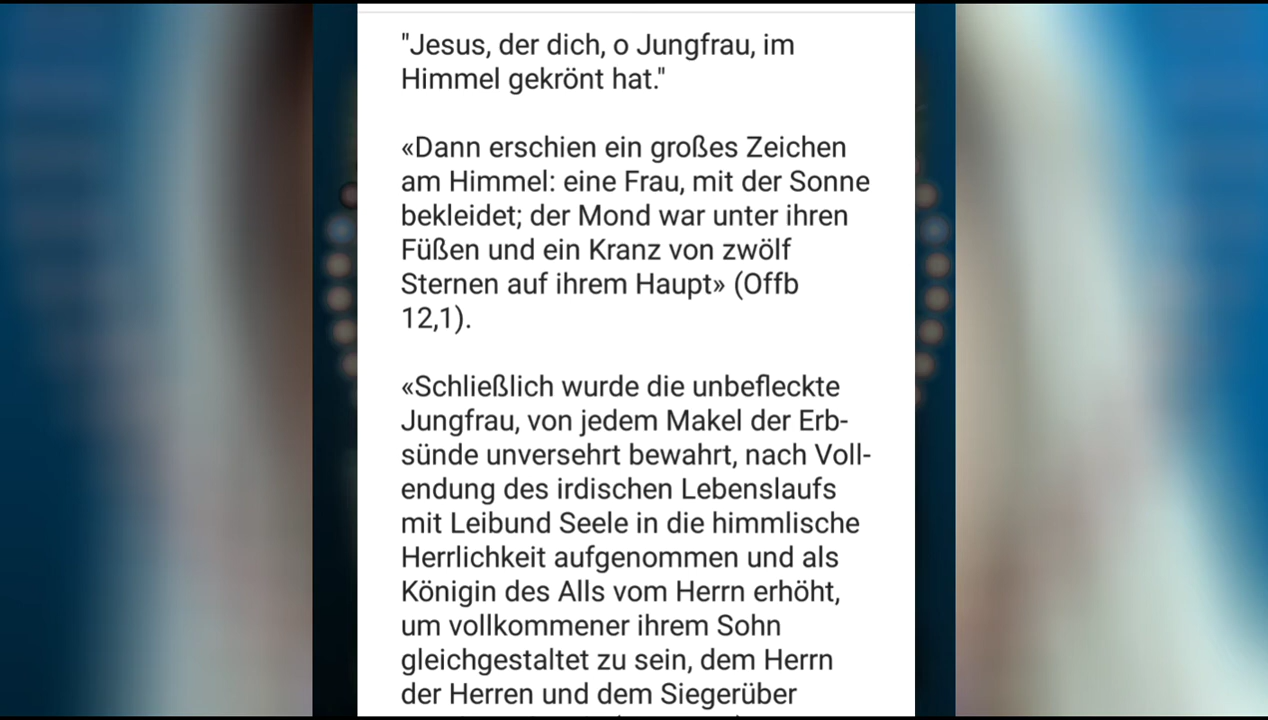 "Jesus, der dich, o Jungfrau, im
Himmel gekrönt hat."
«Dann erschien ein großes Zeichen
am Himmel: eine Frau, mit der Sonne
bekleidet; der Mond war unter ihren
Füßen und ein Kranz von zwölf
Sternen auf ihrem Haupt» (Offb
12,1).
«Schließlich wurde die unbefleckte
Jungfrau, von jedem Makel der Erb-
sünde unversehrt bewahrt, nach Voll-
endung des irdischen Lebenslaufs
mit Leibund Seele in die himmlische
Herrlichkeit aufgenommen und als
Königin des Alls vom Herrn erhöht,
um vollkommener ihrem Sohn
gleichgestaltet zu sein, dem Herrn
der Herren und dem Siegerüber